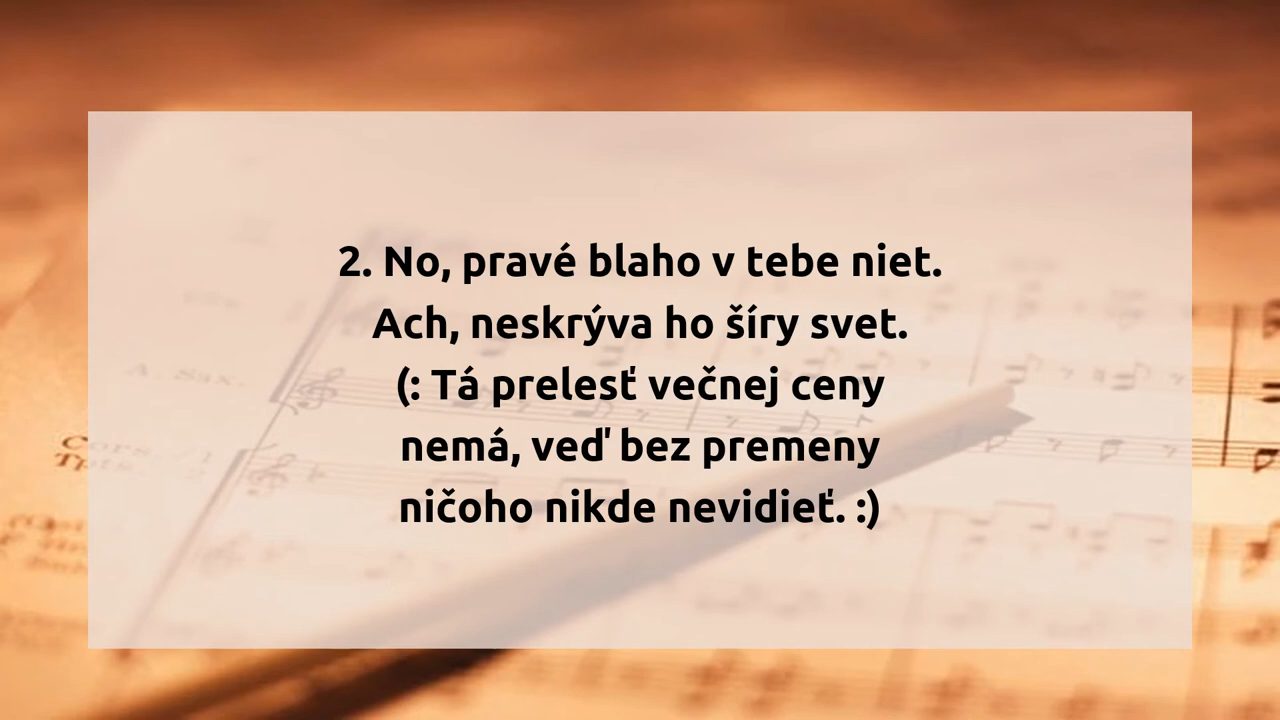 2. No, pravé blaho v tebe niet.
Ach, neskrýva ho šíry svet.
(: Tá prelesť večnej ceny
nemá, veď bez premeny
ničoho nikde nevidieť. :)
A. Sax.